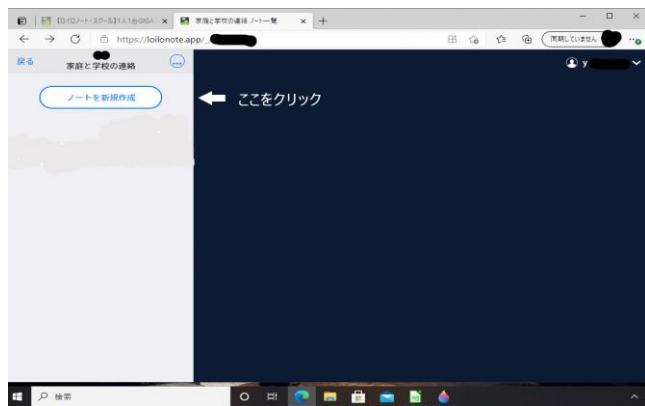 【ロイロノート・スクール】1人1台GIGA
家庭と学校の連絡 ノート一覧
https://loilonote.app/_
同期していません
戻る
家庭と学校の連絡
y
ノートを新規作成
ここをクリック
検索